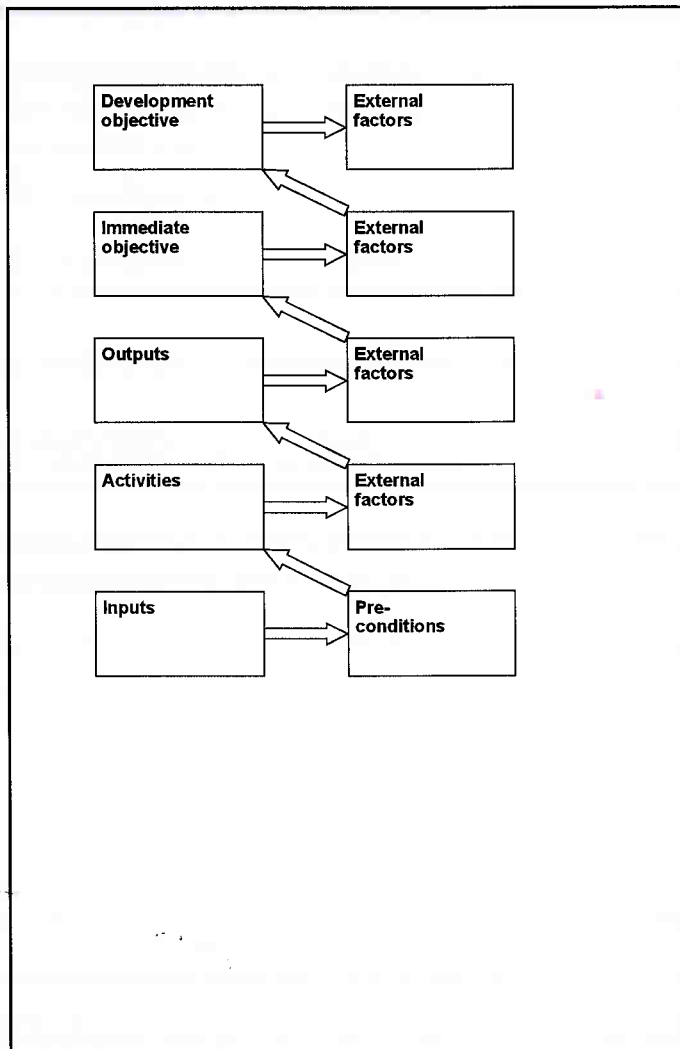 Development
objective
External
factors
Immediate
objective
External
factors
Outputs
External
factors
Activities
External
factors
Inputs
Pre-
conditions